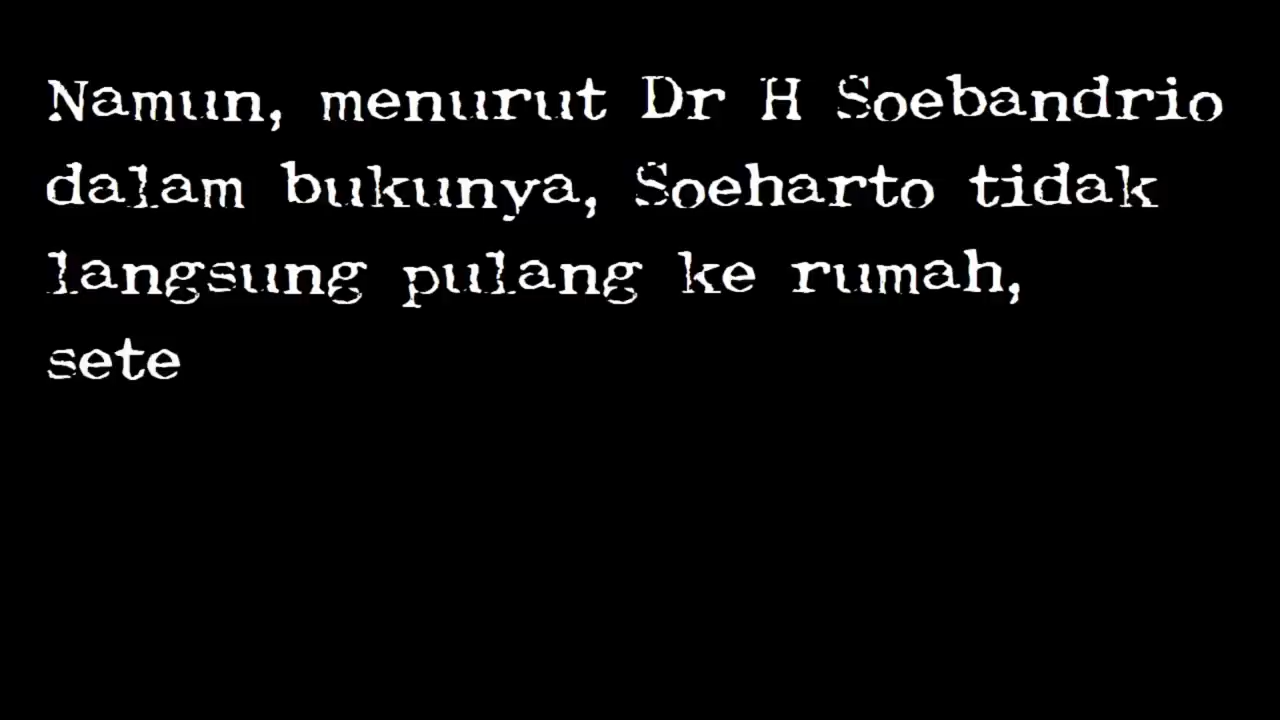 Namun, menurut Dr H Soebandrio
dalam bukunya, Soeharto tidak
langsung pulang ke rumah,
sete